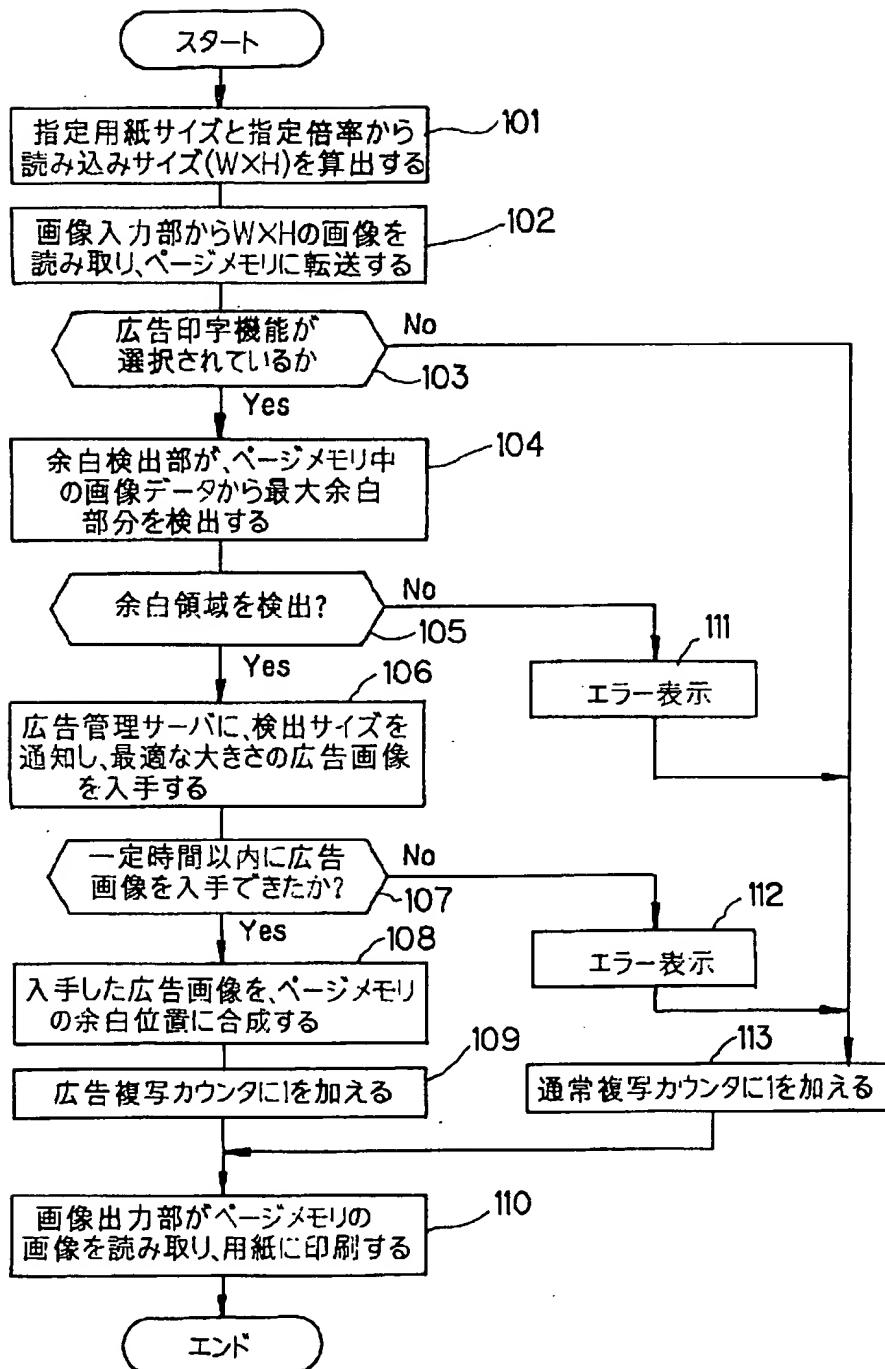 スタート
指定用紙サイズと指定倍率から
読み込みサイズ(W×H)を算出する
101
画像入力部からW×Hの画像を
読み取り、ページメモリに転送する
102
広告印字機能が
選択されているか
103
No
Yes
余白検出部が、ページメモリ中
の画像データから最大余白
部分を検出する
104
余白領域を検出?
105
No
Yes
111
エラー表示
106
広告管理サーバに、検出サイズを
通知し、最適な大きさの広告画像
を入手する
一定時間以内に広告
画像を入手できたか?
107
No
Yes
112
エラー表示
108
入手した広告画像を、ページメモリ
の余白位置に合成する
109
広告複写カウンタに1を加える
113
通常複写カウンタに1を加える
画像出力部がページメモリの
画像を読み取り、用紙に印刷する
110
エンド